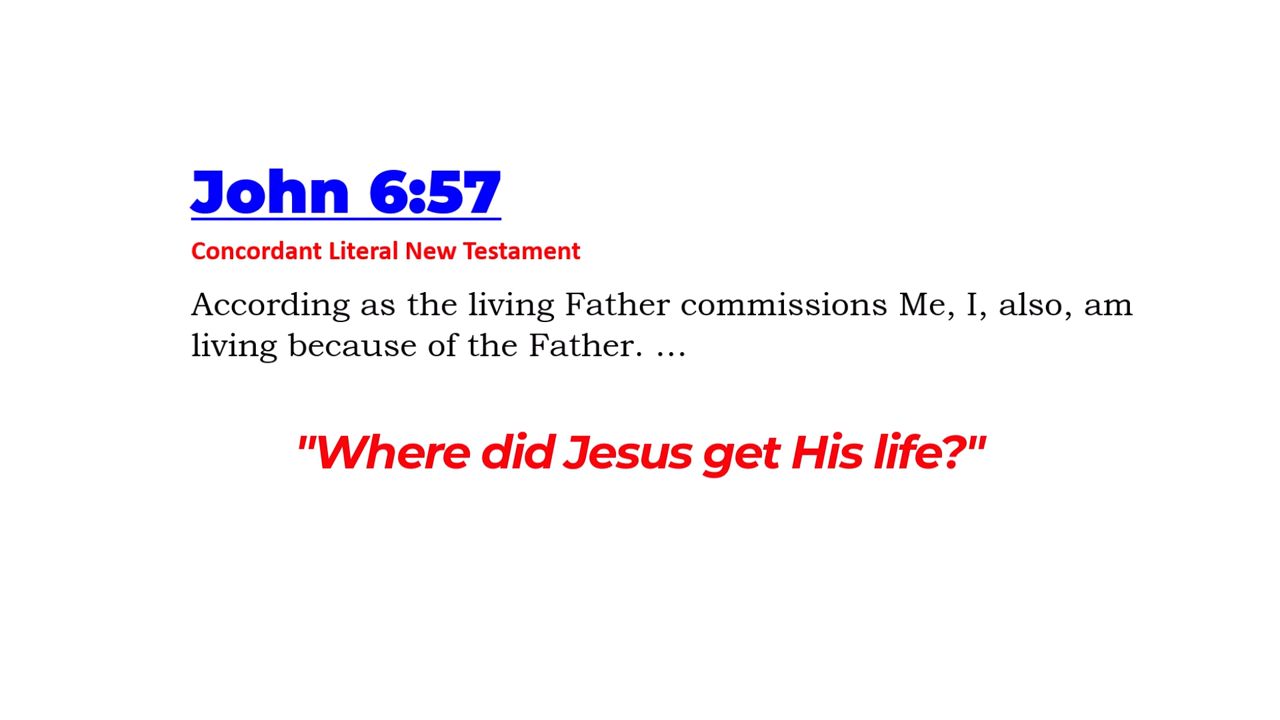 John 6:57
Concordant Literal New Testament
According as the living Father commissions Me, I, also, am
living because of the Father. ...
"Where did Jesus get His life?"